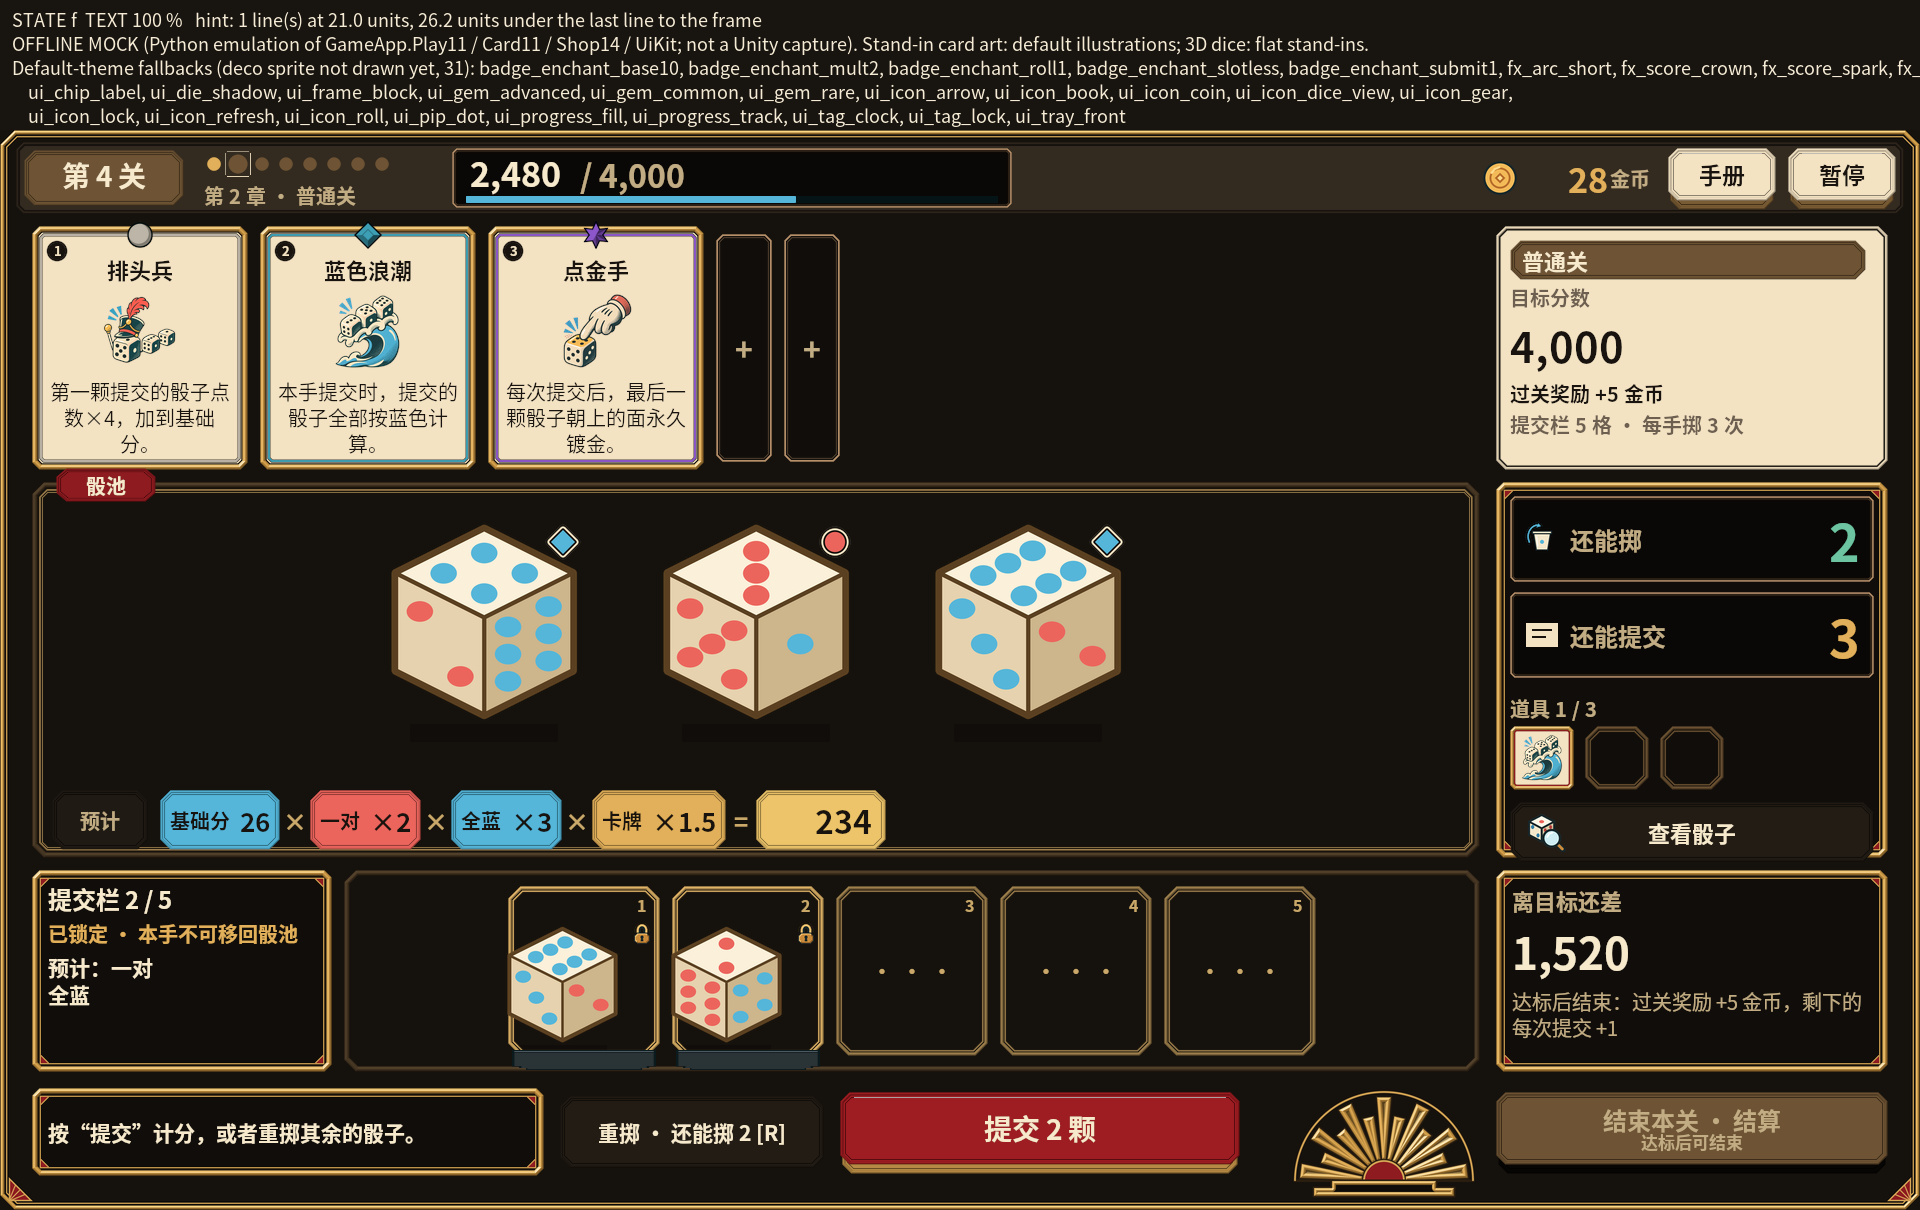 STATE f  TEXT 100 %   hint: 1 line(s) at 21.0 units, 26.2 units under the last line to the frame
OFFLINE MOCK (Python emulation of GameApp.Play11 / Card11 / Shop14 / UiKit; not a Unity capture). Stand-in card art: default illustrations; 3D dice: flat stand-ins.
Default-theme fallbacks (deco sprite not drawn yet, 31): badge_enchant_base10, badge_enchant_mult2, badge_enchant_roll1, badge_enchant_slotless, badge_enchant_submit1, fx_arc_short, fx_score_crown, fx_score_spark, fx_
ui_chip_label, ui_die_shadow, ui_frame_block, ui_gem_advanced, ui_gem_common, ui_gem_rare, ui_icon_arrow, ui_icon_book, ui_icon_coin, ui_icon_dice_view, ui_icon_gear,
ui_icon_lock, ui_icon_refresh, ui_icon_roll, ui_pip_dot, ui_progress_fill, ui_progress_track, ui_tag_clock, ui_tag_lock, ui_tray_front
第 4 关
第 2 章 · 普通关
2,480 / 4,000
28金币
手册
暂停
1
排头兵
第一颗提交的骰子点
数×4，加到基础
分。
2
蓝色浪潮
本手提交时，提交的
骰子全部按蓝色计
算。
3
点金手
每次提交后，最后一
颗骰子朝上的面永久
镀金。
+
+
普通关
目标分数
4,000
过关奖励 +5 金币
提交栏 5 格 · 每手掷 3 次
骰池
还能掷 2
还能提交 3
道具 1 / 3
查看骰子
预计 基础分 26 × 一对 ×2 × 全蓝 ×3 × 卡牌 ×1.5 = 234
提交栏 2 / 5
已锁定 · 本手不可移回骰池
预计：一对
全蓝
1
2
3
4
5
离目标还差
1,520
达标后结束：过关奖励 +5 金币，剩下的
每次提交 +1
按“提交”计分，或者重掷其余的骰子。
重掷 · 还能掷 2 [R]
提交 2 颗
结束本关 · 结算
达标后可结束